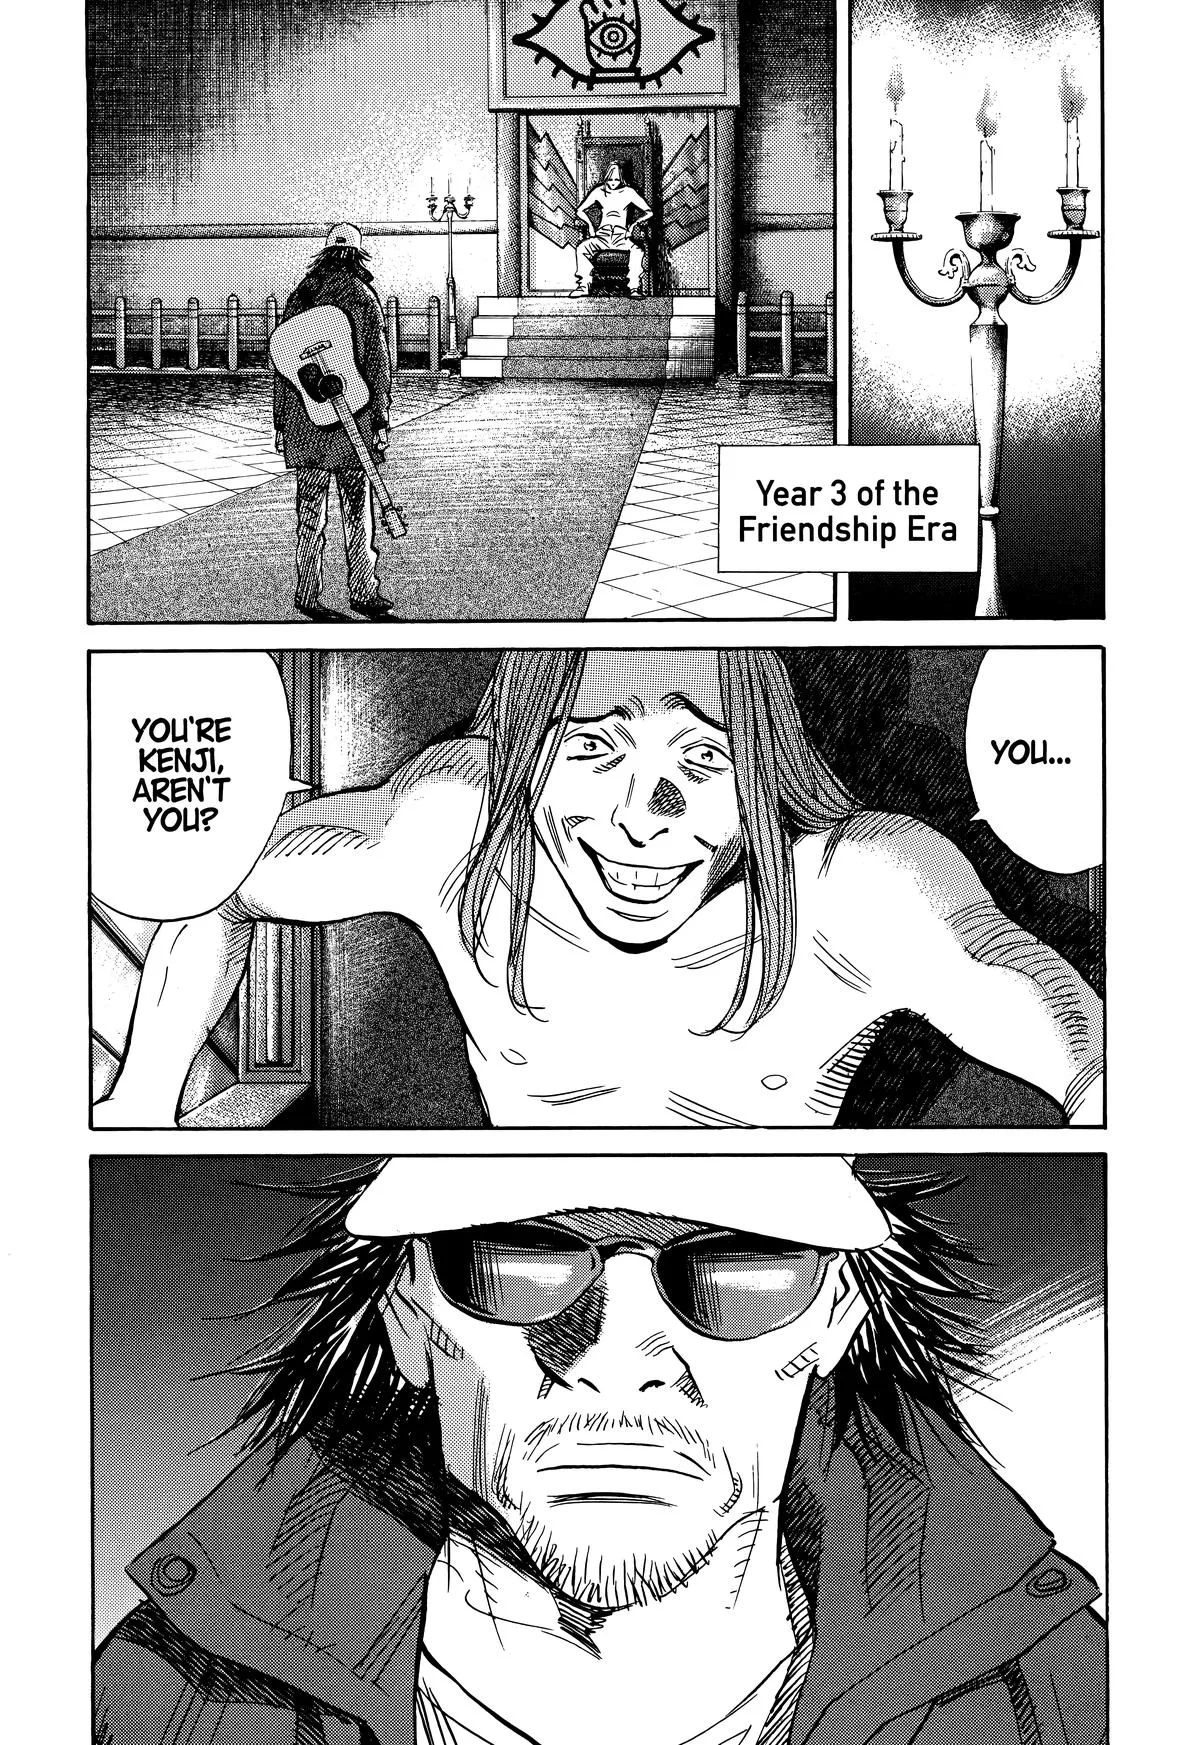 Year 3 of the
Friendship Era
YOU...
YOU'RE
KENJI,
AREN'T
YOU?